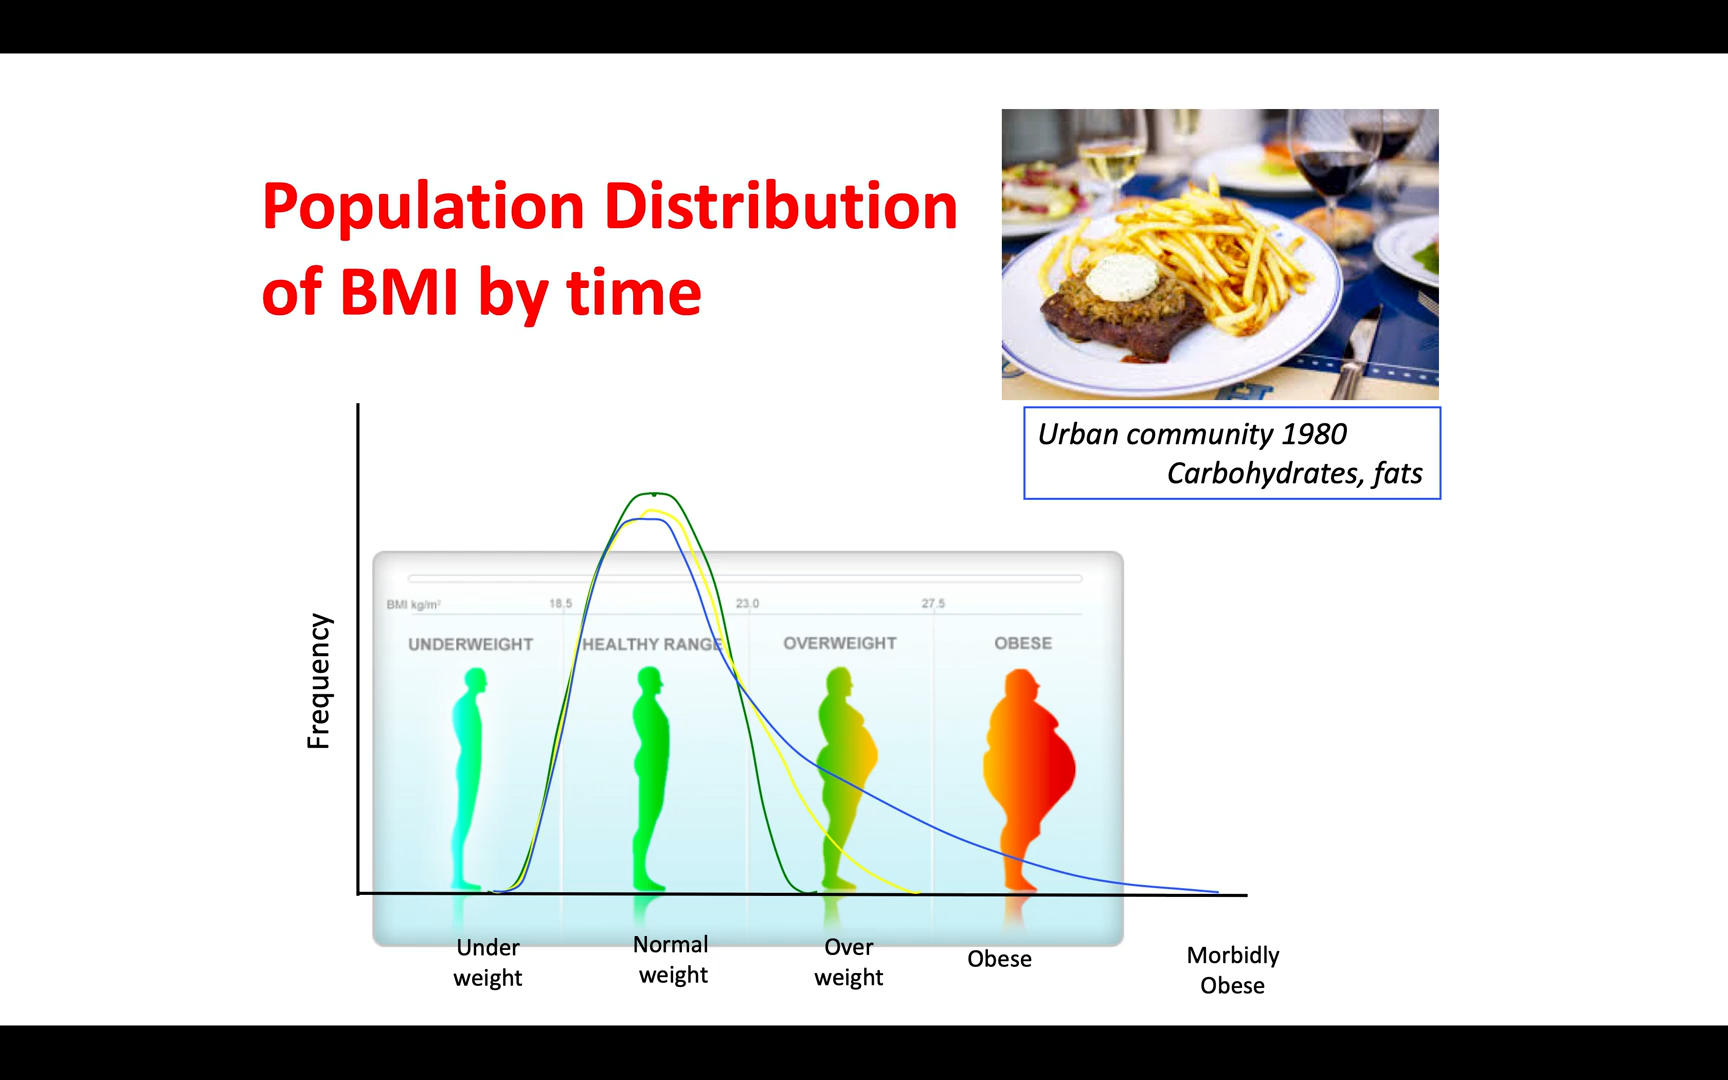 Population Distribution
of BMI by time
Urban community 1980
Carbohydrates, fats
Frequency
BMI kg/m² 18.5 23.0 27.5
UNDERWEIGHT HEALTHY RANGE OVERWEIGHT OBESE
Under Normal Over Obese Morbidly
weight weight weight Obese